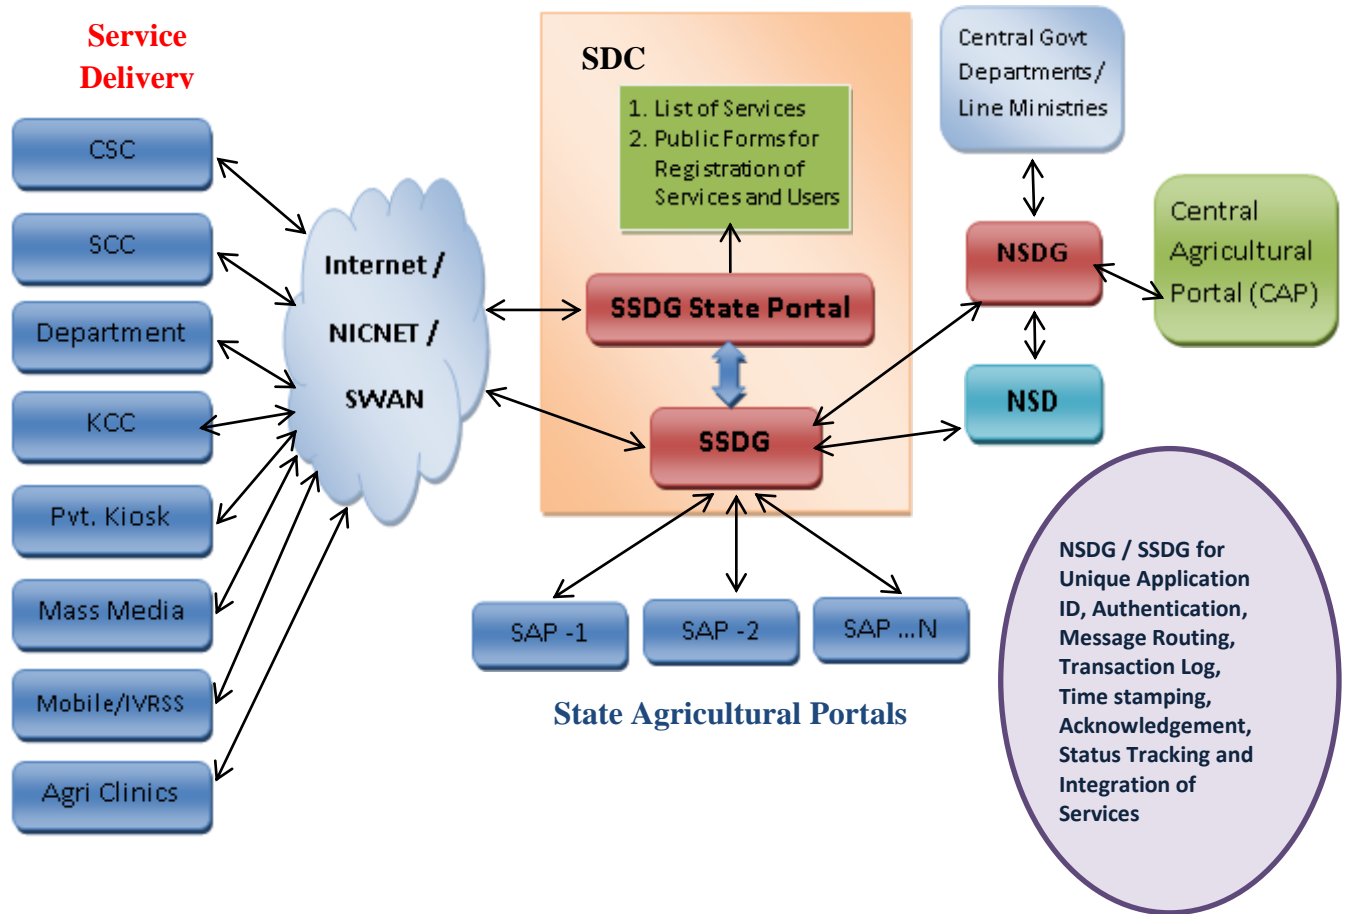 Service
Delivery
CSC
SCC
Department
KCC
Pvt. Kiosk
Mass Media
Mobile/IVRSS
Agri Clinics
Internet /
NICNET /
SWAN
SDC
1. List of Services
2. Public Forms for
Registration of
Services and Users
SSDG State Portal
SSDG
SAP -1
SAP -2
SAP ...N
State Agricultural Portals
Central Govt
Departments /
Line Ministries
NSDG
NSD
Central
Agricultural
Portal (CAP)
NSDG / SSDG for
Unique Application
ID, Authentication,
Message Routing,
Transaction Log,
Time stamping,
Acknowledgement,
Status Tracking and
Integration of
Services